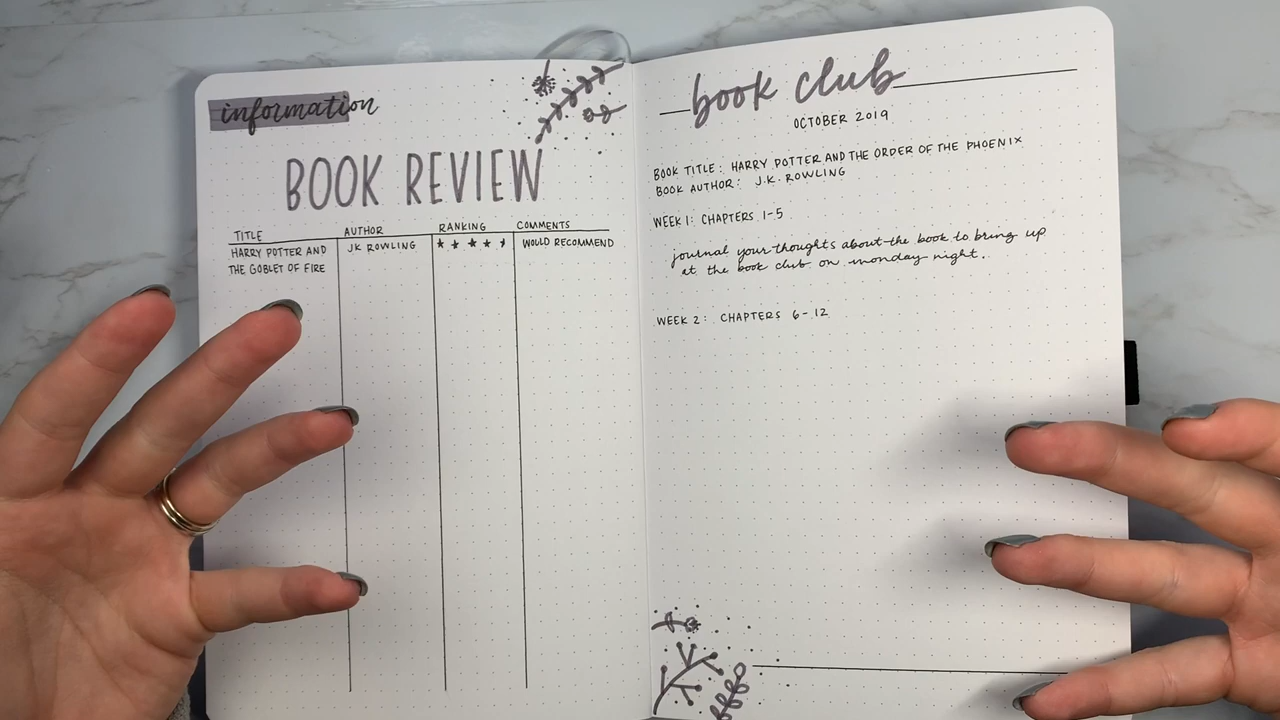 information
BOOK REVIEW
TITLE AUTHOR RANKING COMMENTS
HARRY POTTER AND JK ROWLING ★ ★ ★ ★ WOULD RECOMMEND
THE GOBLET OF FIRE
book club
OCTOBER 2019
BOOK TITLE: HARRY POTTER AND THE ORDER OF THE PHOENIX
BOOK AUTHOR: J.K. ROWLING
WEEK 1: CHAPTERS 1-5
journal your thoughts about the book to bring up
at the book club on monday night.
WEEK 2: CHAPTERS 6-12